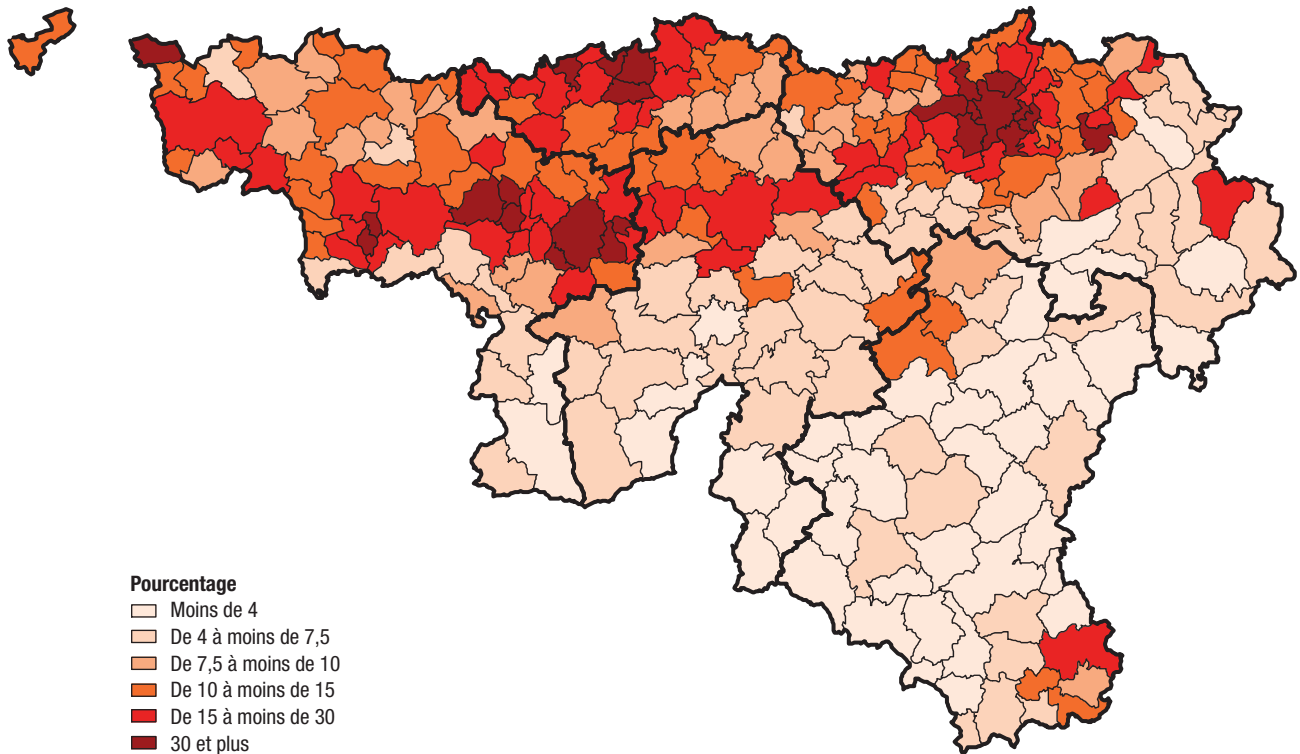 Pourcentage
Moins de 4
De 4 à moins de 7,5
De 7,5 à moins de 10
De 10 à moins de 15
De 15 à moins de 30
30 et plus